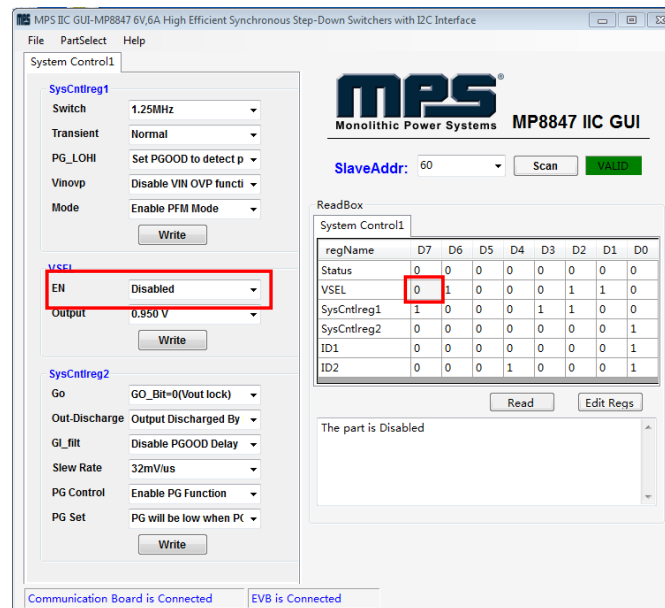 MPS IIC GUI-MP8847 6V,6A High Efficient Synchronous Step-Down Switchers with I2C Interface
File PartSelect Help
System Control1
SysCntlreg1
Switch 1.25MHz
Transient Normal
PG_LOHI Set PGOOD to detect p
Vinovp Disable VIN OVP functi
Mode Enable PFM Mode
Write
VSEL
EN Disabled
Output 0.950 V
Write
SysCntlreg2
Go GO_Bit=0(Vout lock)
Out-Discharge Output Discharged By
GI_filt Disable PGOOD Delay
Slew Rate 32mV/us
PG Control Enable PG Function
PG Set PG will be low when P(
Write
mps®
Monolithic Power Systems MP8847 IIC GUI
SlaveAddr: 60 Scan VALID
ReadBox
System Control1
regName D7 D6 D5 D4 D3 D2 D1 D0
Status 0 0 0 0 0 0 0 0
VSEL 0 1 0 0 0 1 1 0
SysCntlreg1 1 0 0 0 1 1 0 0
SysCntlreg2 0 0 0 0 0 0 0 1
ID1 0 0 0 0 0 0 0 1
ID2 0 0 0 1 0 0 0 1
Read Edit Regs
The part is Disabled
Communication Board is Connected EVB is Connected